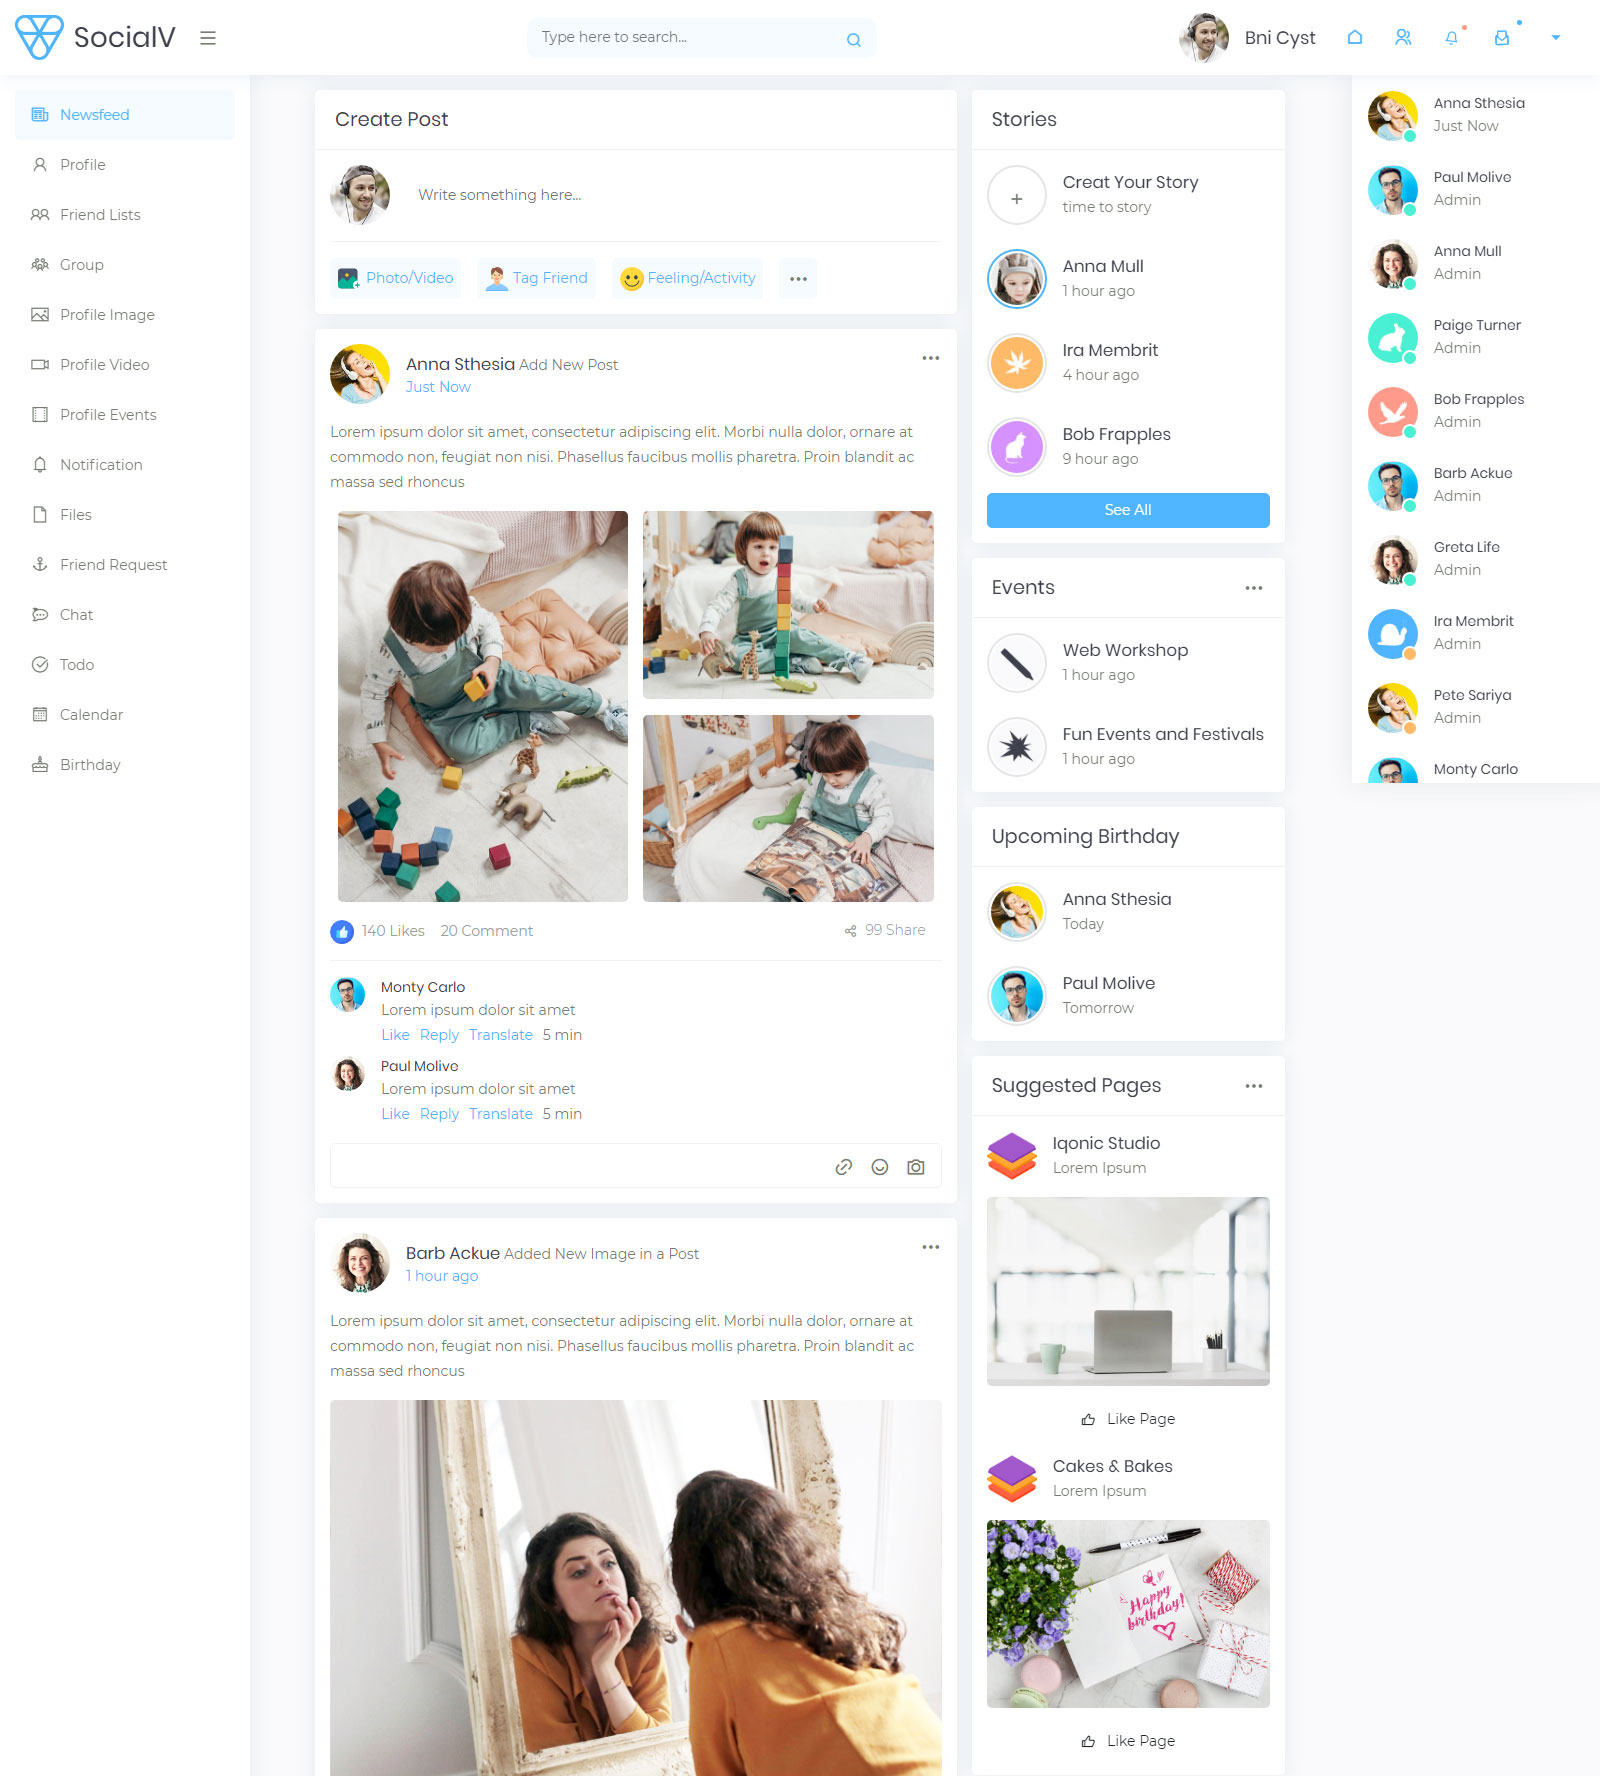 SocialV
Type here to search...
Bni Cyst
Newsfeed
Profile
Friend Lists
Group
Profile Image
Profile Video
Profile Events
Notification
Files
Friend Request
Chat
Todo
Calendar
Birthday
Create Post
Write something here...
Photo/Video
Tag Friend
Feeling/Activity
Anna Sthesia Add New Post
Just Now
Lorem ipsum dolor sit amet, consectetur adipiscing elit. Morbi nulla dolor, ornare at
commodo non, feugiat non nisi. Phasellus faucibus mollis pharetra. Proin blandit ac
massa sed rhoncus
140 Likes 20 Comment 99 Share
Monty Carlo
Lorem ipsum dolor sit amet
Like Reply Translate 5 min
Paul Molive
Lorem ipsum dolor sit amet
Like Reply Translate 5 min
Barb Ackue Added New Image in a Post
1 hour ago
Lorem ipsum dolor sit amet, consectetur adipiscing elit. Morbi nulla dolor, ornare at
commodo non, feugiat non nisi. Phasellus faucibus mollis pharetra. Proin blandit ac
massa sed rhoncus
Stories
Creat Your Story
time to story
Anna Mull
1 hour ago
Ira Membrit
4 hour ago
Bob Frapples
9 hour ago
See All
Events
Web Workshop
1 hour ago
Fun Events and Festivals
1 hour ago
Upcoming Birthday
Anna Sthesia
Today
Paul Molive
Tomorrow
Suggested Pages
Iqonic Studio
Lorem Ipsum
Like Page
Cakes & Bakes
Lorem Ipsum
Happy
birthday!
Like Page
Anna Sthesia
Just Now
Paul Molive
Admin
Anna Mull
Admin
Paige Turner
Admin
Bob Frapples
Admin
Barb Ackue
Admin
Greta Life
Admin
Ira Membrit
Admin
Pete Sariya
Admin
Monty Carlo